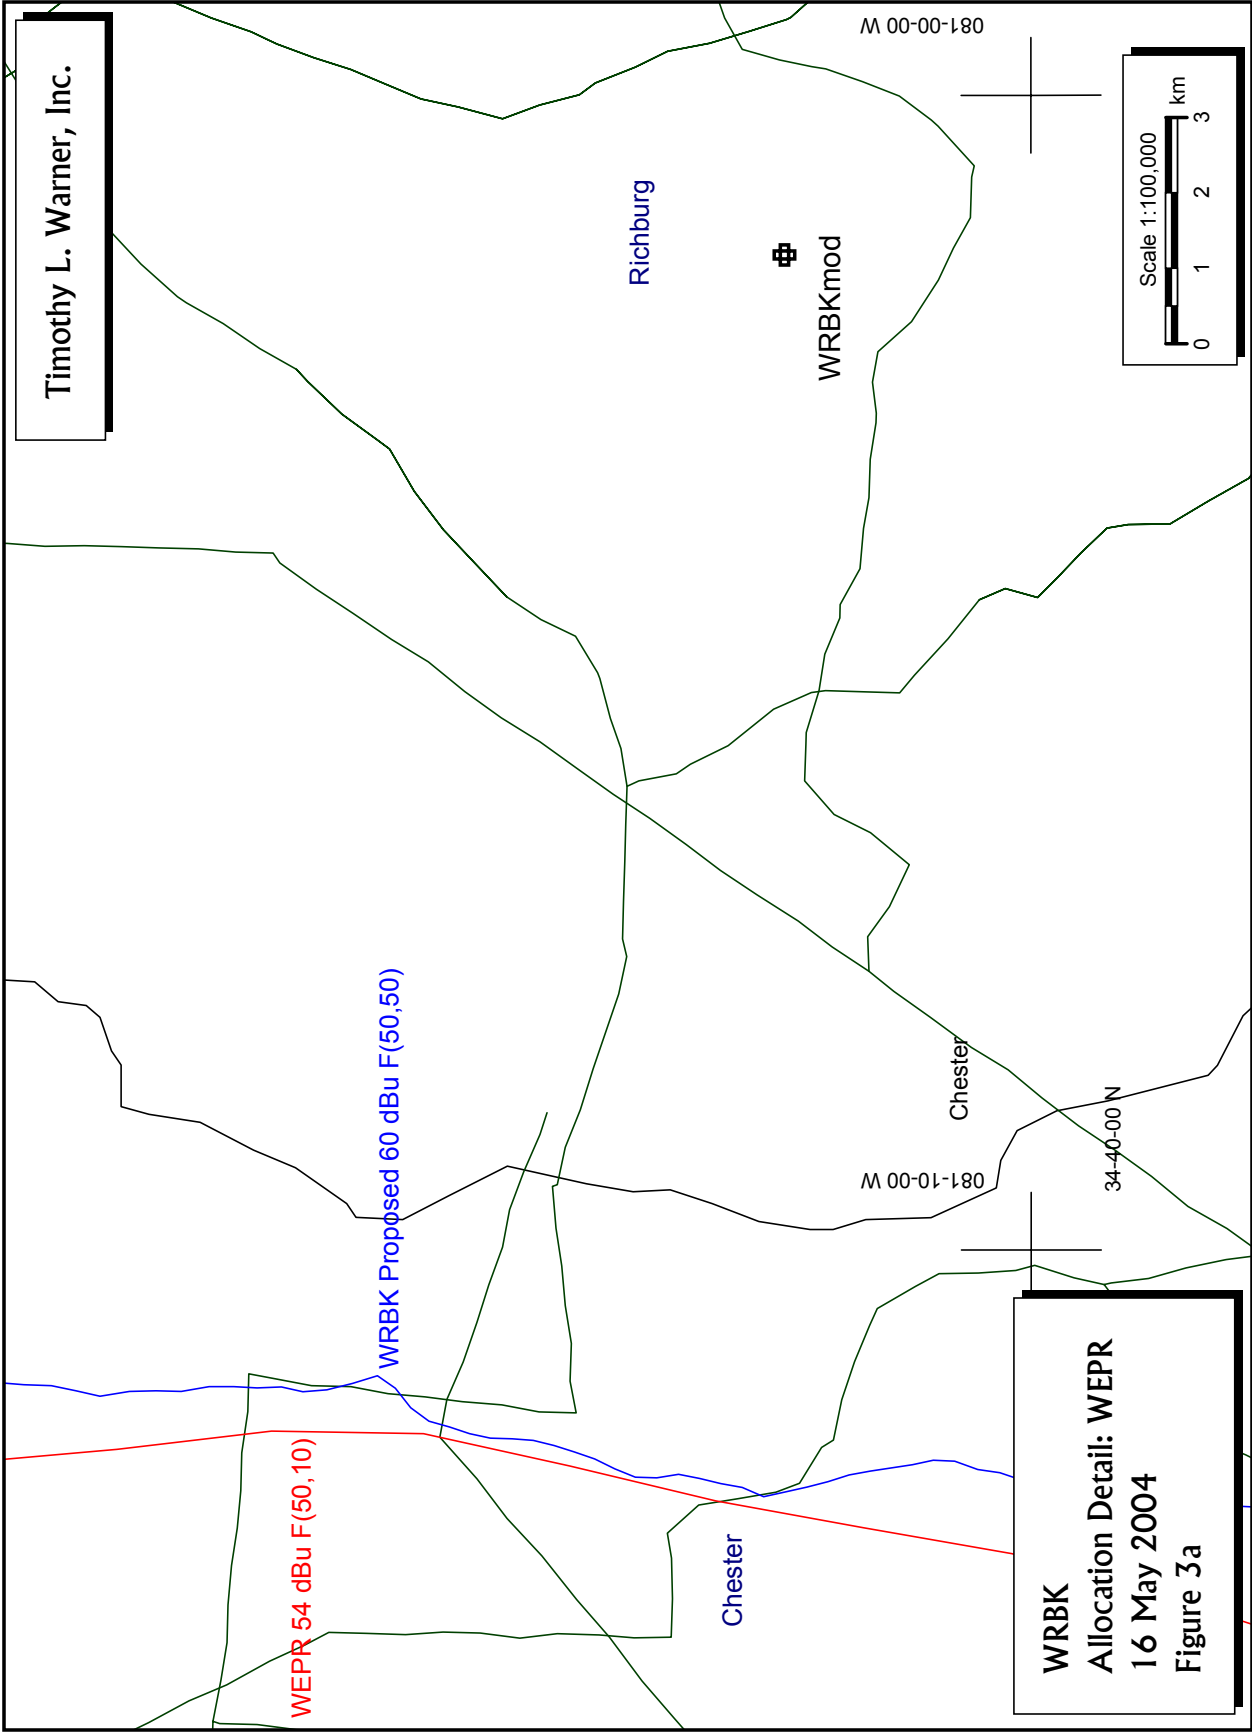 Timothy L. Warner, Inc.
WRBK Proposed 60 dBu F(50,50)
WEPR 54 dBu F(50,10)
Richburg
WRBKmod
Chester
Chester
081-10-00 W
081-00-00 W
34-40-00 N
WRBK
Allocation Detail: WEPR
16 May 2004
Figure 3a
Scale 1:100,000
km
0 1 2 3